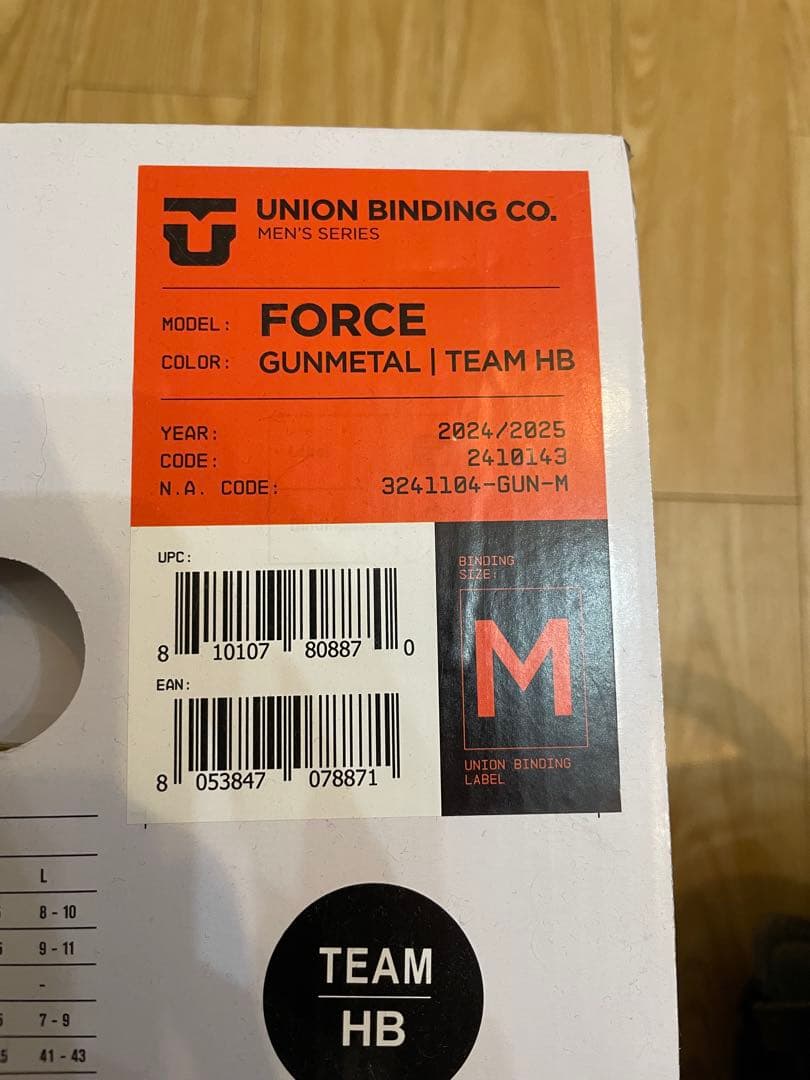 UNION BINDING CO.
MEN'S SERIES
MODEL: FORCE
COLOR: GUNMETAL | TEAM HB
YEAR: 2024/2025
CODE: 2410143
N.A. CODE: 3241104-GUN-M
UPC:
8 10107 80887 0
EAN:
8 053847 078871
BINDING
SIZE:
M
UNION BINDING
LABEL
L
8 - 10
9 - 11
-
7 - 9
41 - 43
TEAM
HB